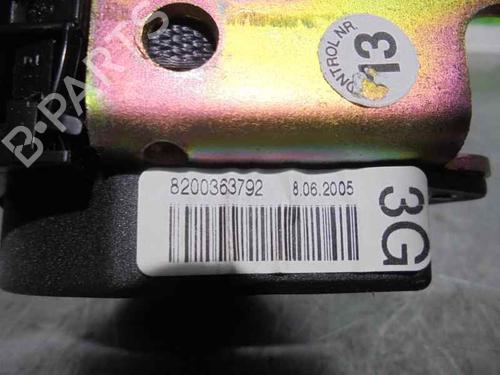 CONTROL NR.
13
B-PARTS
8200363792 8.06.2005
3G